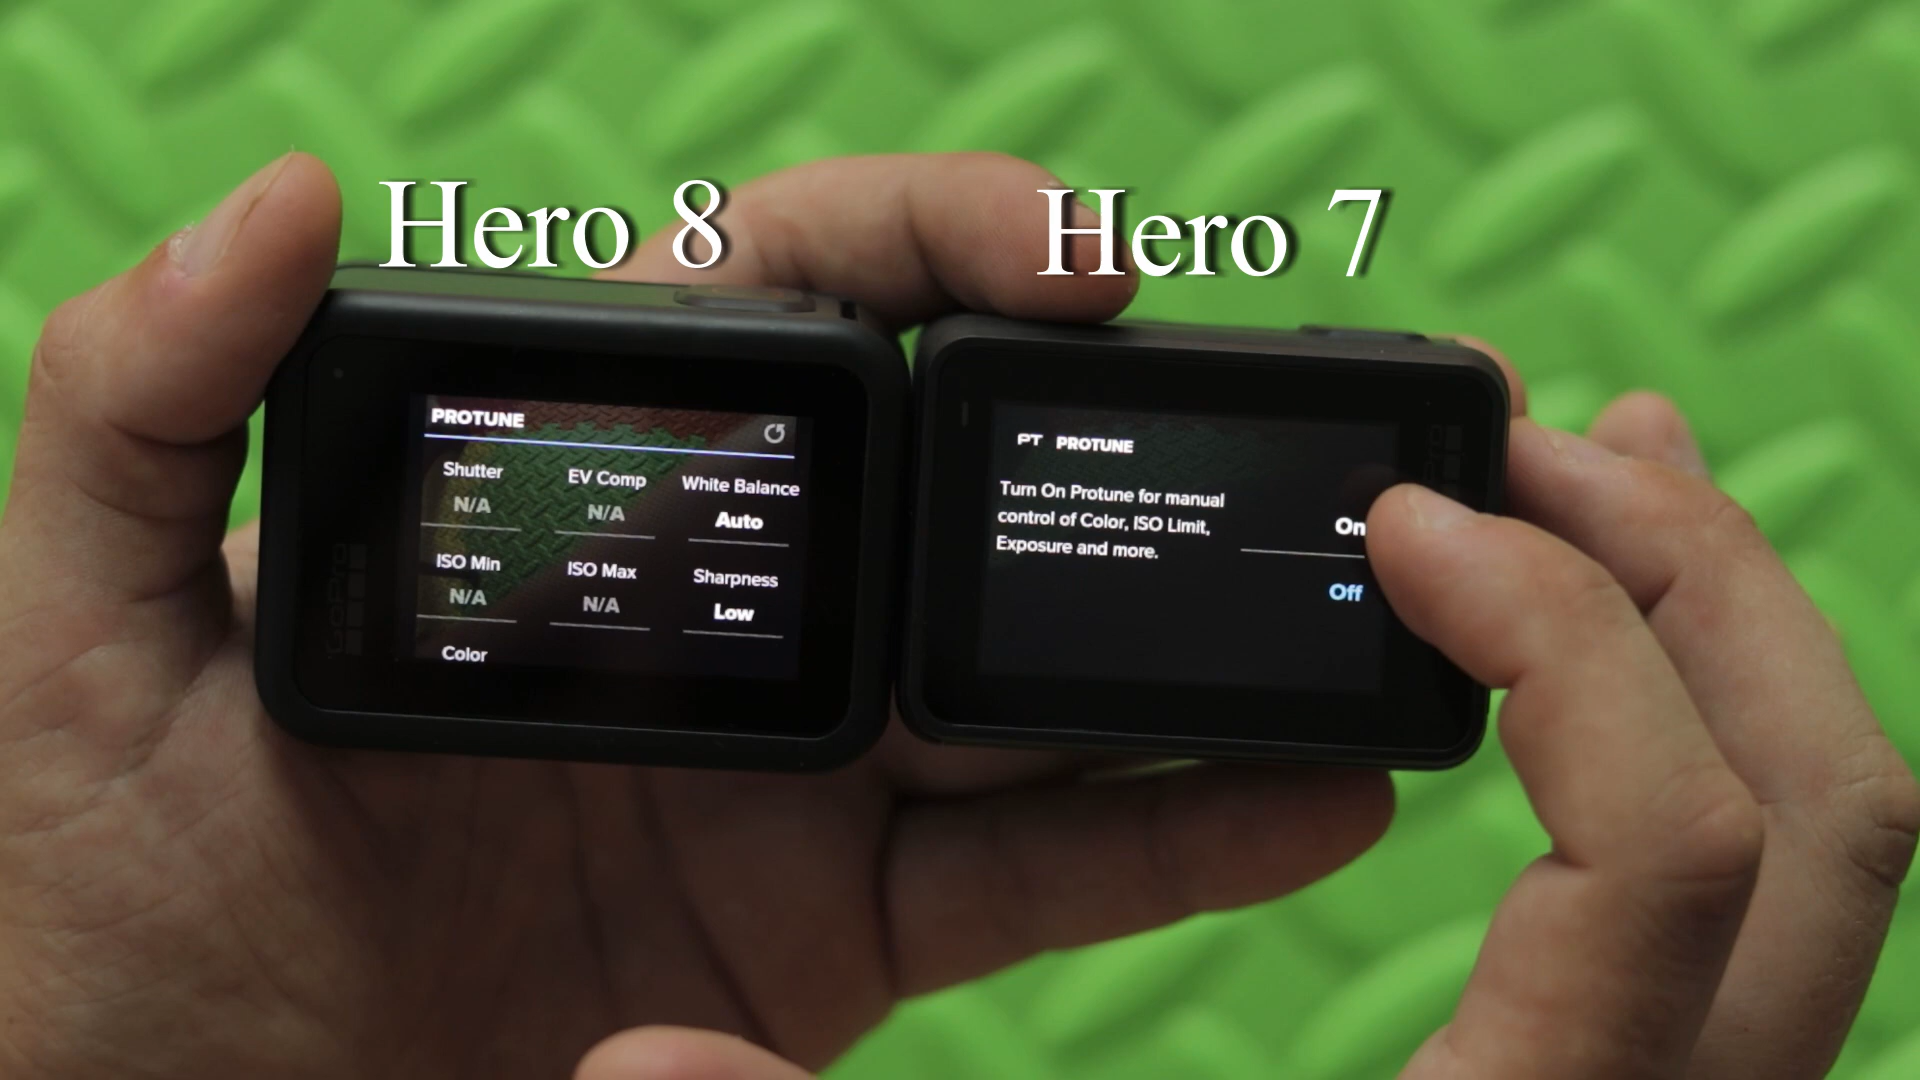 Hero 8
Hero 7
PROTUNE
Shutter
EV Comp
White Balance
N/A
N/A
Auto
ISO Min
ISO Max
Sharpness
N/A
N/A
Low
Color
GoPro
PT PROTUNE
Turn On Protune for manual
control of Color, ISO Limit,
Exposure and more.
On
Off